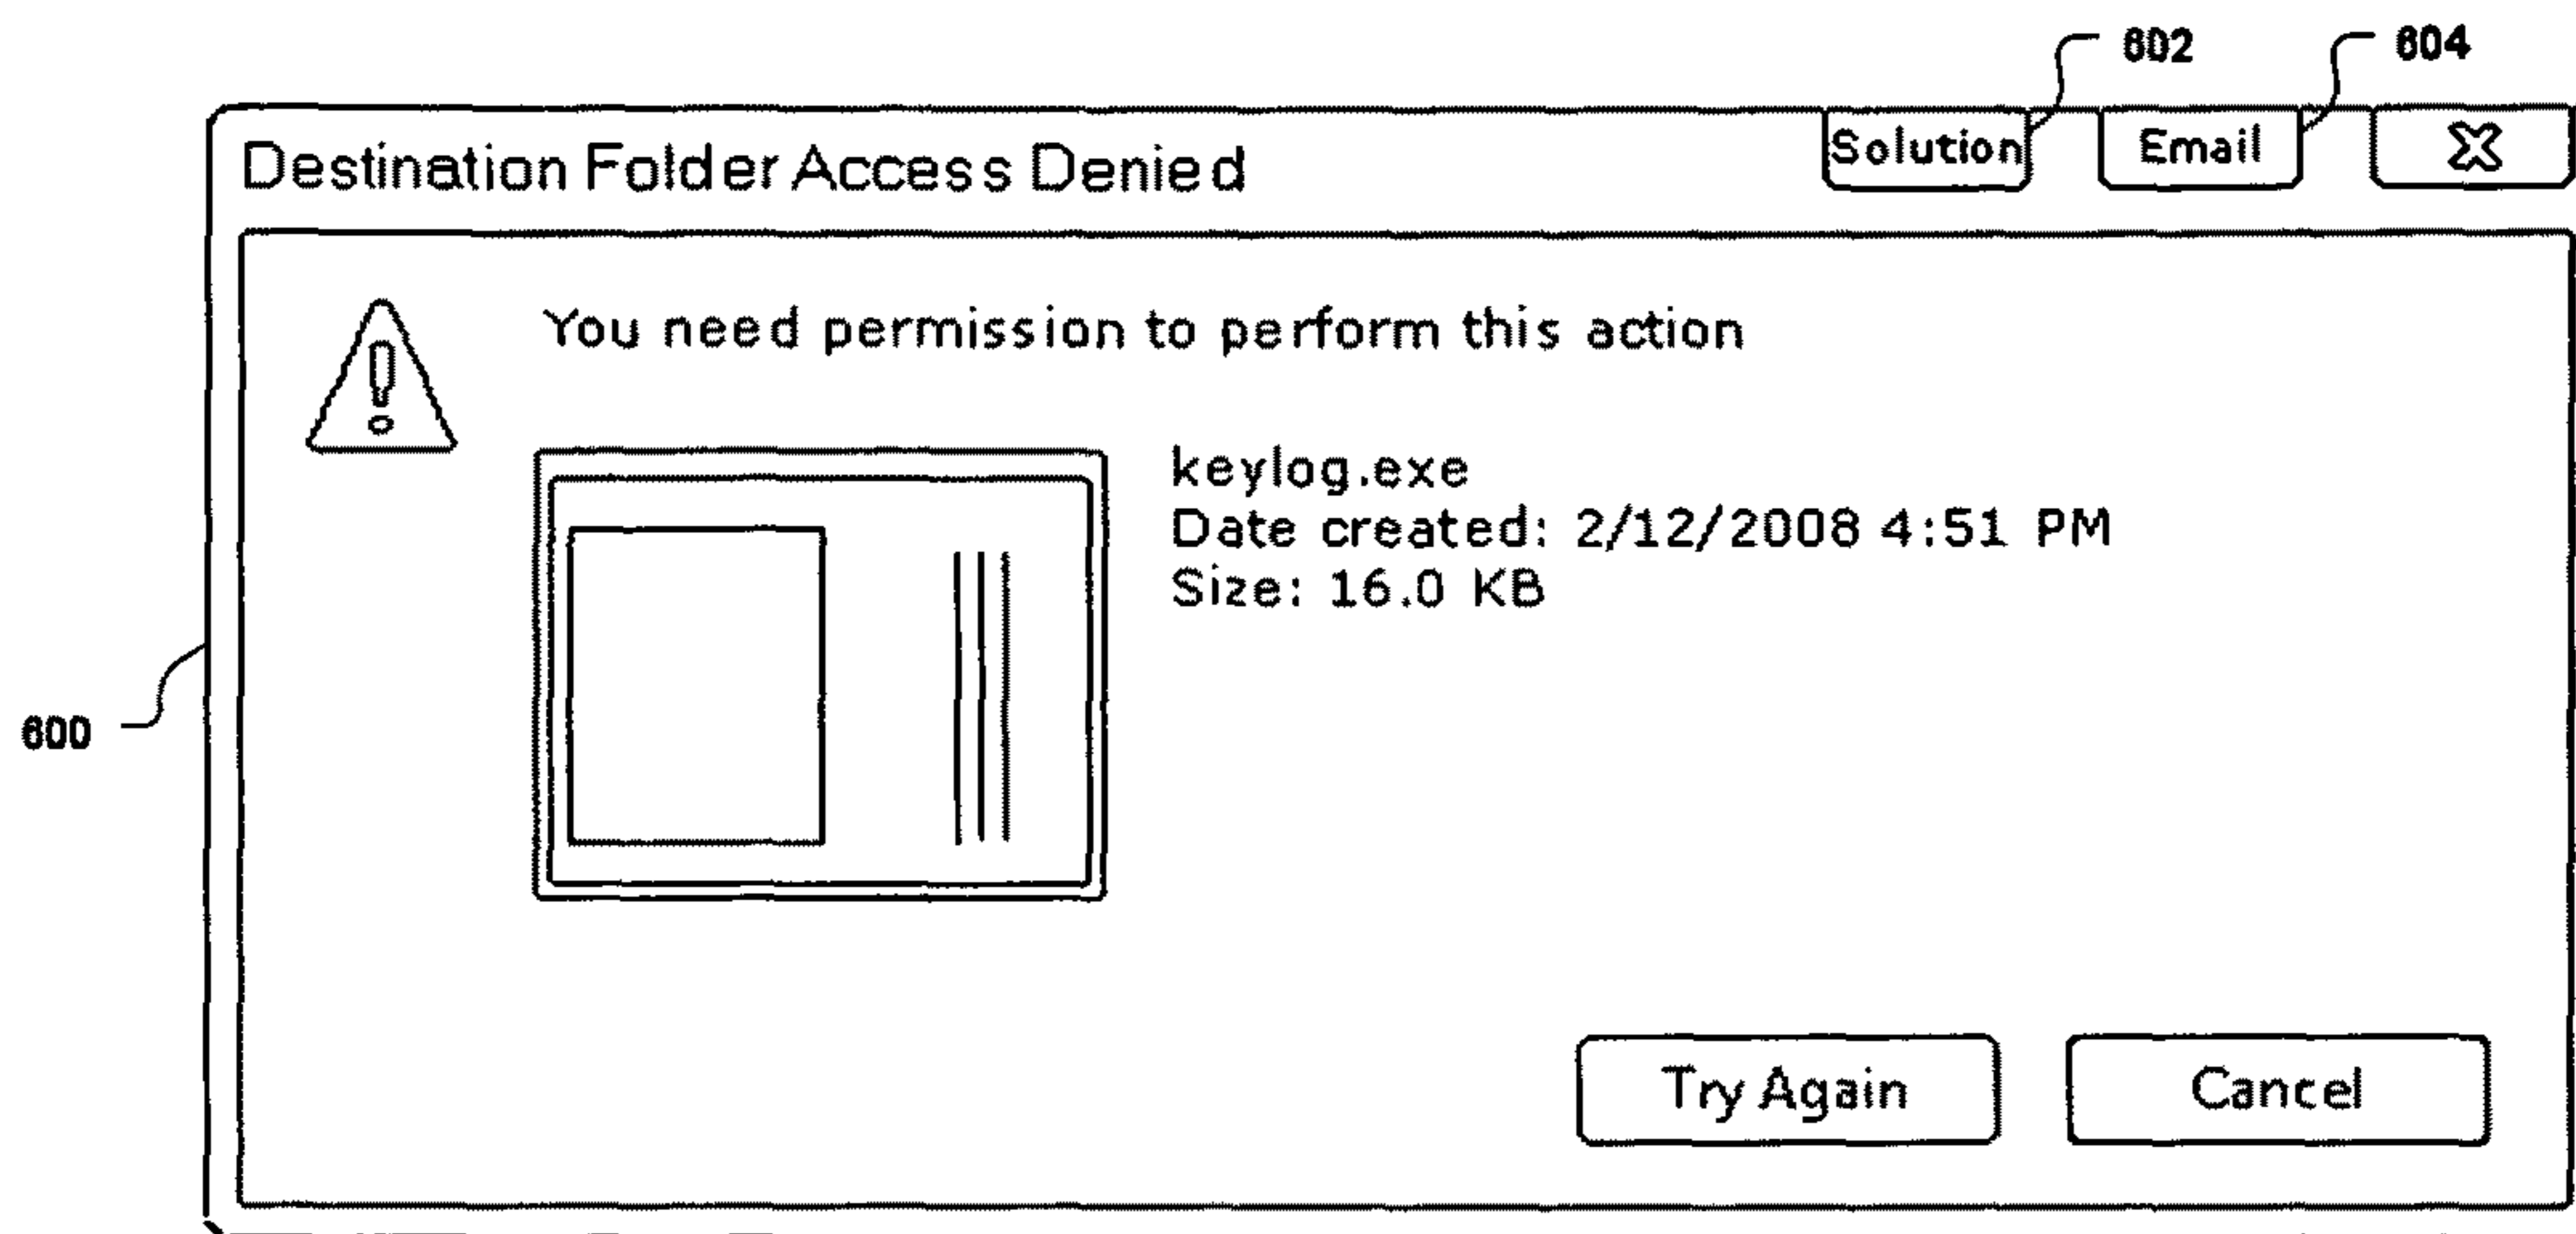 602
604
Destination Folder Access Denied
Solution
Email
You need permission to perform this action
keylog.exe
Date created: 2/12/2008 4:51 PM
Size: 16.0 KB
600
Try Again
Cancel